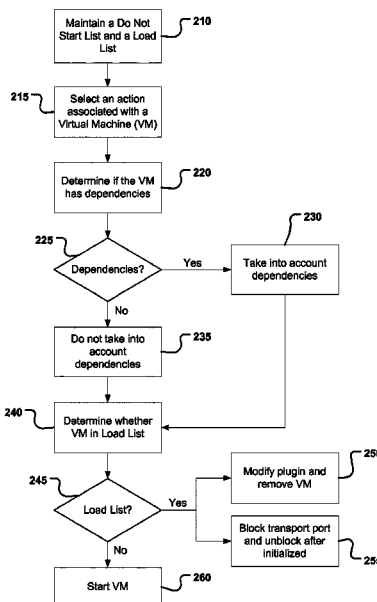 Maintain a Do Not
Start List and a Load
List
210
215
Select an action
associated with a
Virtual Machine (VM)
Determine if the VM
has dependencies
220
225
Dependencies?
Yes
230
Take into account
dependencies
No
Do not take into
account
dependencies
235
240
Determine whether
VM in Load List
245
Load List?
Yes
Modify plugin and
remove VM
Block transport port
and unblock after
initialized
No
Start VM
260